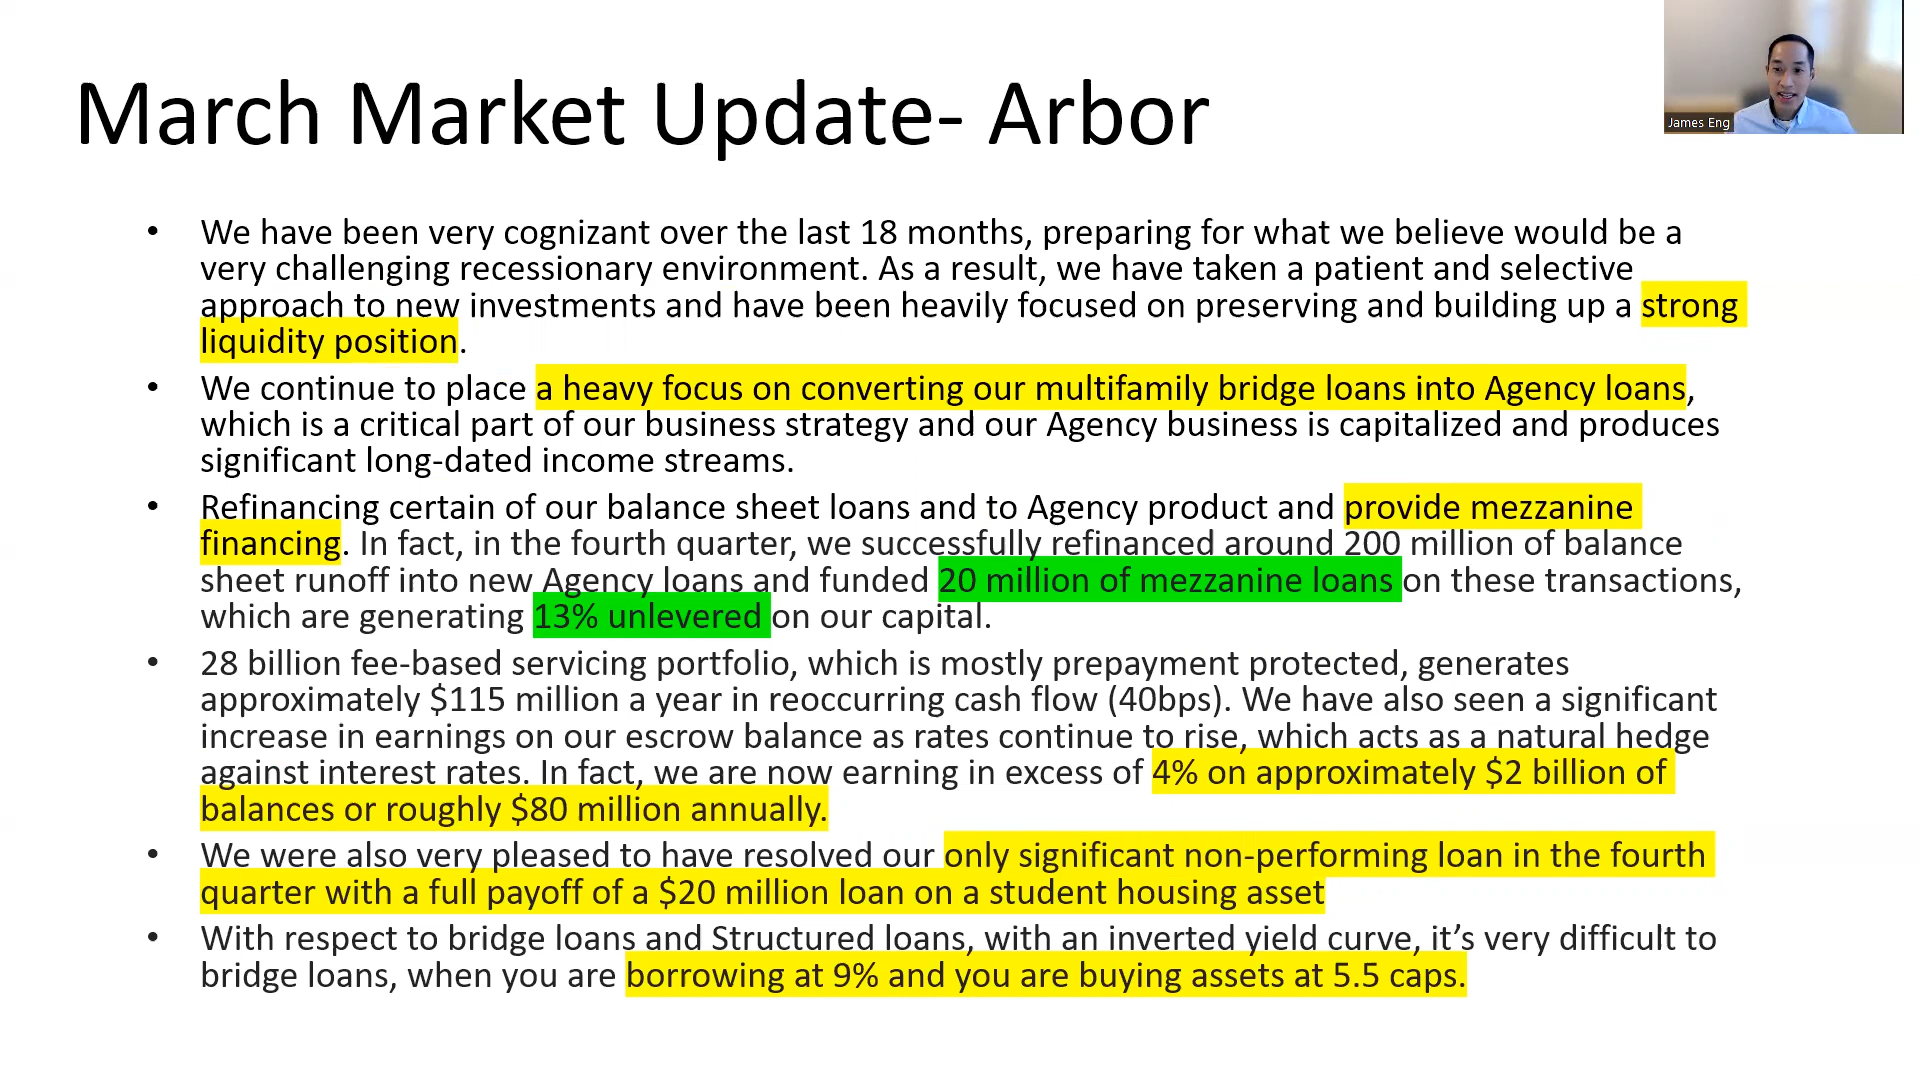 March Market Update- Arbor
James Eng
• We have been very cognizant over the last 18 months, preparing for what we believe would be a
very challenging recessionary environment. As a result, we have taken a patient and selective
approach to new investments and have been heavily focused on preserving and building up a strong
liquidity position.
• We continue to place a heavy focus on converting our multifamily bridge loans into Agency loans,
which is a critical part of our business strategy and our Agency business is capitalized and produces
significant long-dated income streams.
• Refinancing certain of our balance sheet loans and to Agency product and provide mezzanine
financing. In fact, in the fourth quarter, we successfully refinanced around 200 million of balance
sheet runoff into new Agency loans and funded 20 million of mezzanine loans on these transactions,
which are generating 13% unlevered on our capital.
• 28 billion fee-based servicing portfolio, which is mostly prepayment protected, generates
approximately $115 million a year in reoccurring cash flow (40bps). We have also seen a significant
increase in earnings on our escrow balance as rates continue to rise, which acts as a natural hedge
against interest rates. In fact, we are now earning in excess of 4% on approximately $2 billion of
balances or roughly $80 million annually.
• We were also very pleased to have resolved our only significant non-performing loan in the fourth
quarter with a full payoff of a $20 million loan on a student housing asset
• With respect to bridge loans and Structured loans, with an inverted yield curve, it’s very difficult to
bridge loans, when you are borrowing at 9% and you are buying assets at 5.5 caps.